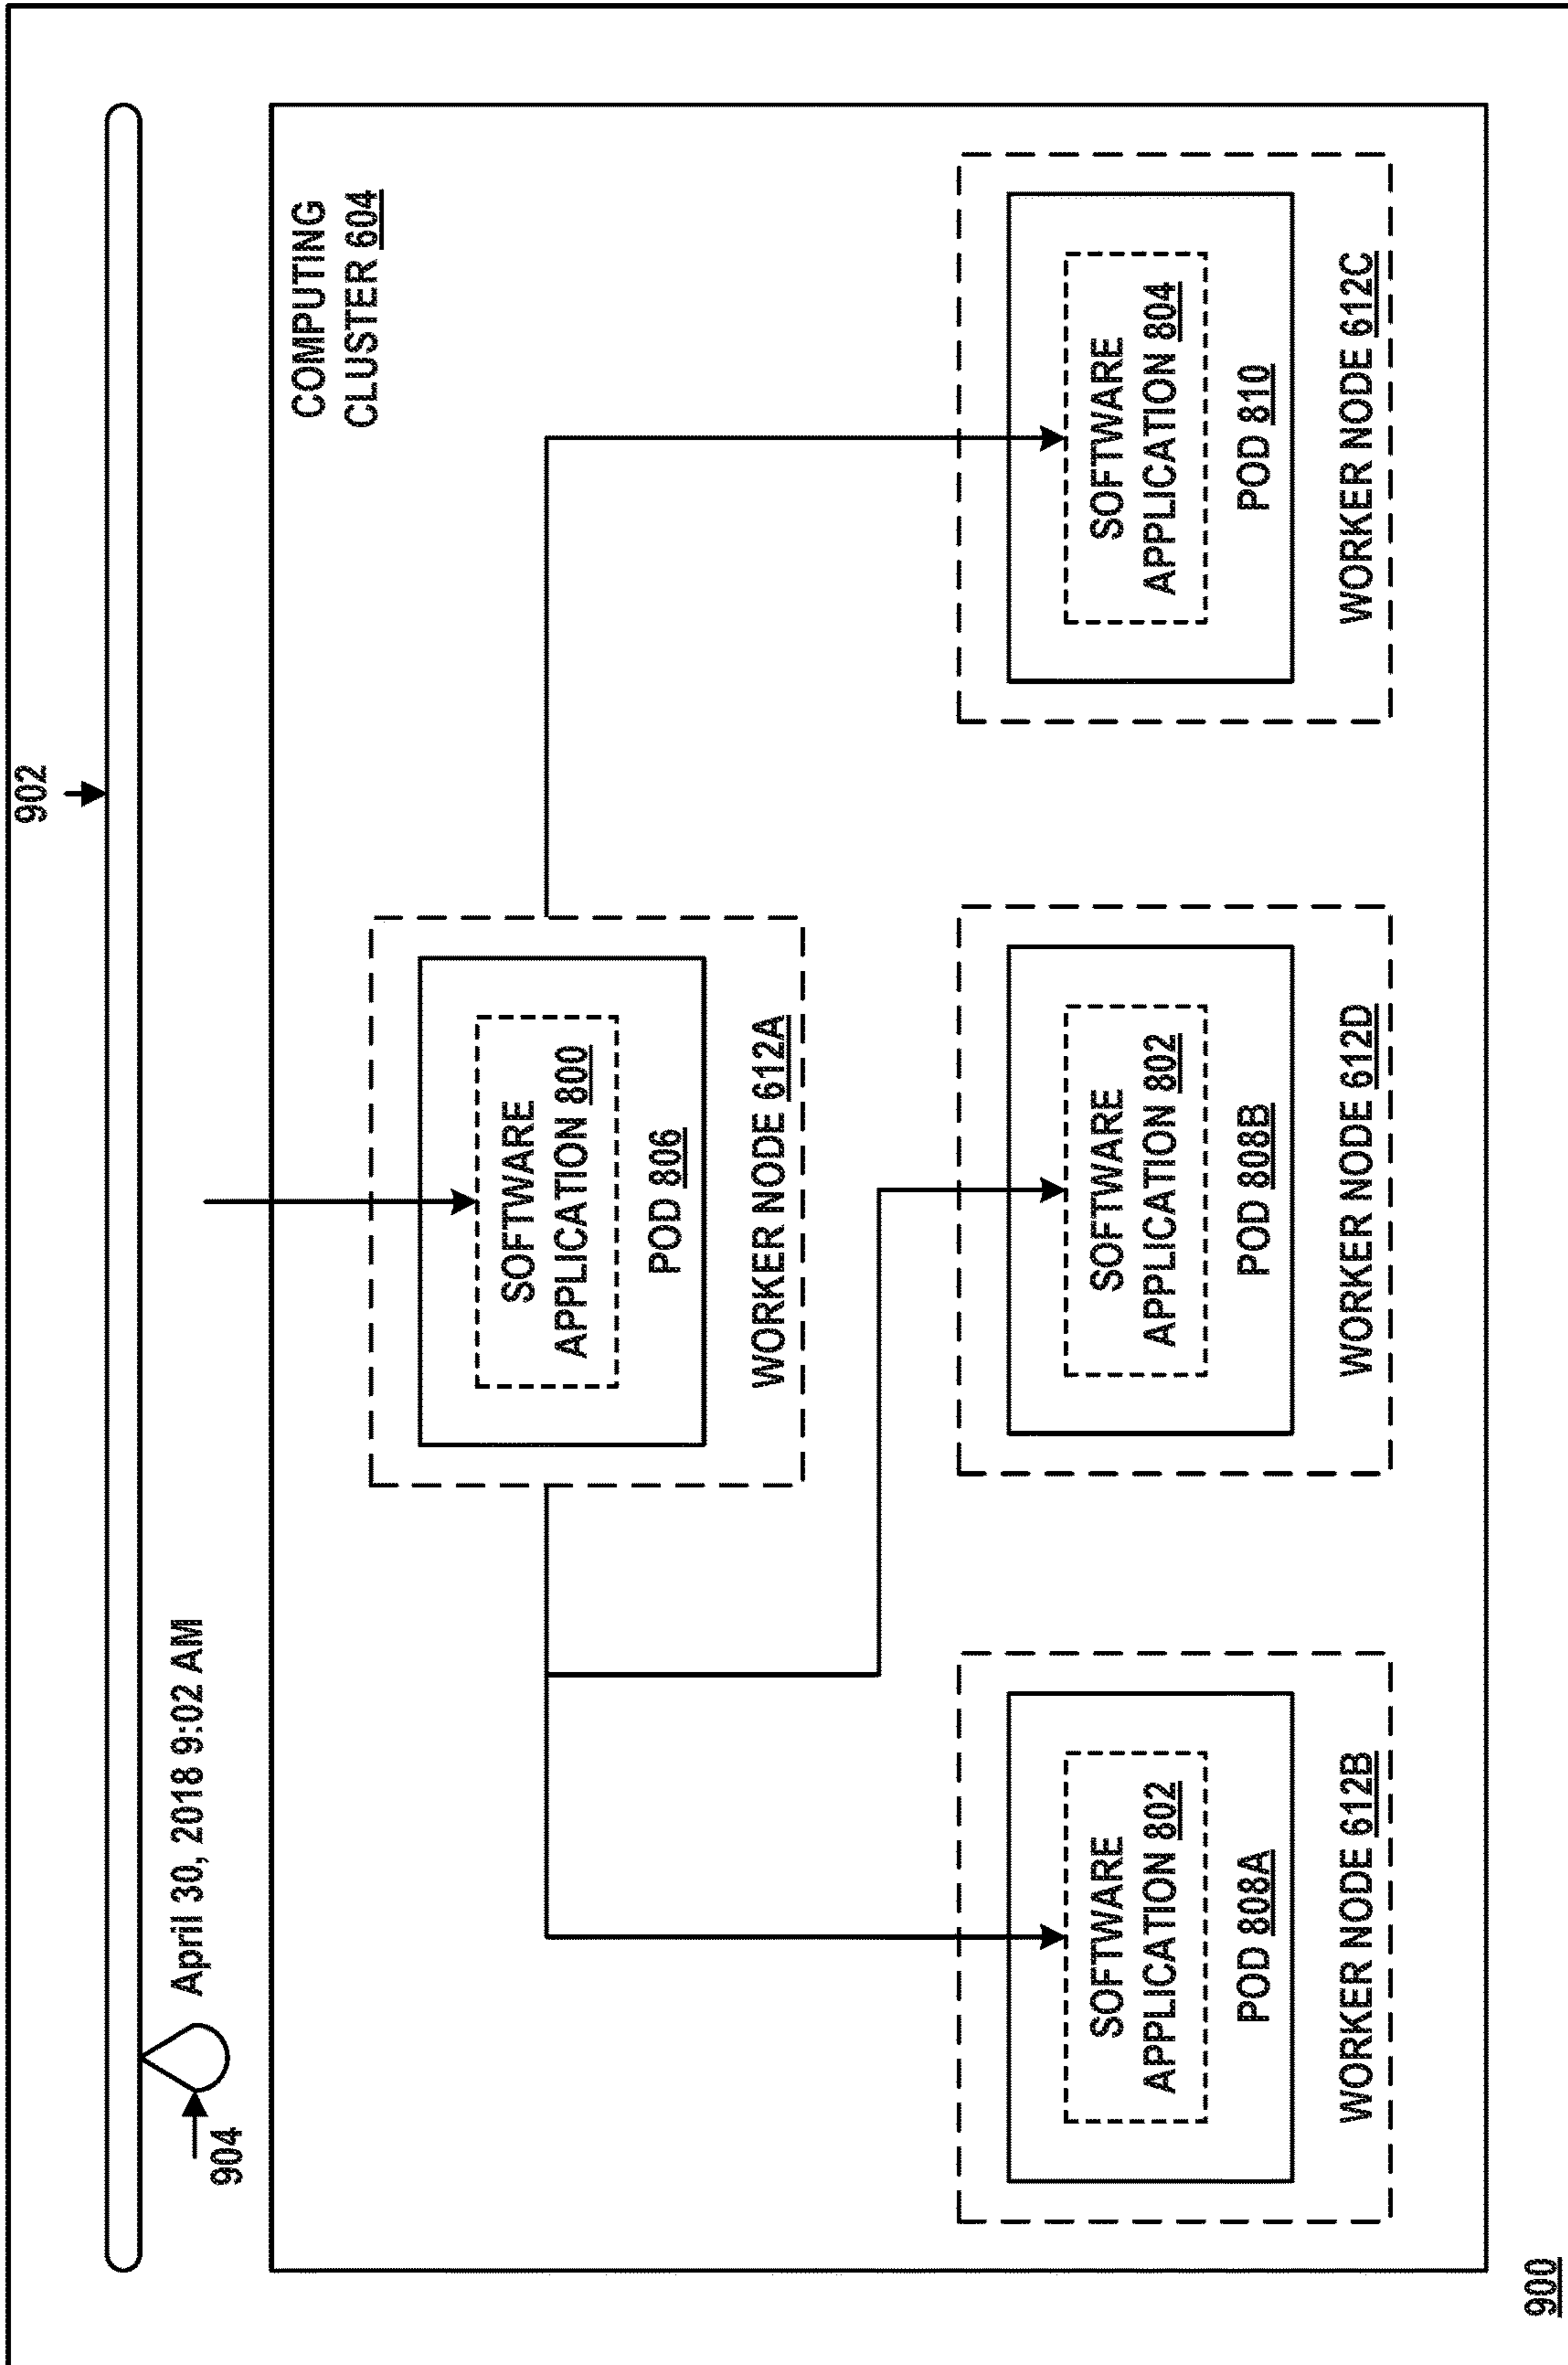 902
904
April 30, 2018 9:02 AM
COMPUTING
CLUSTER 604
SOFTWARE
APPLICATION 800
POD 806
WORKER NODE 612A
SOFTWARE
APPLICATION 802
POD 808A
WORKER NODE 612B
SOFTWARE
APPLICATION 802
POD 808B
WORKER NODE 612D
SOFTWARE
APPLICATION 804
POD 810
WORKER NODE 612C
900